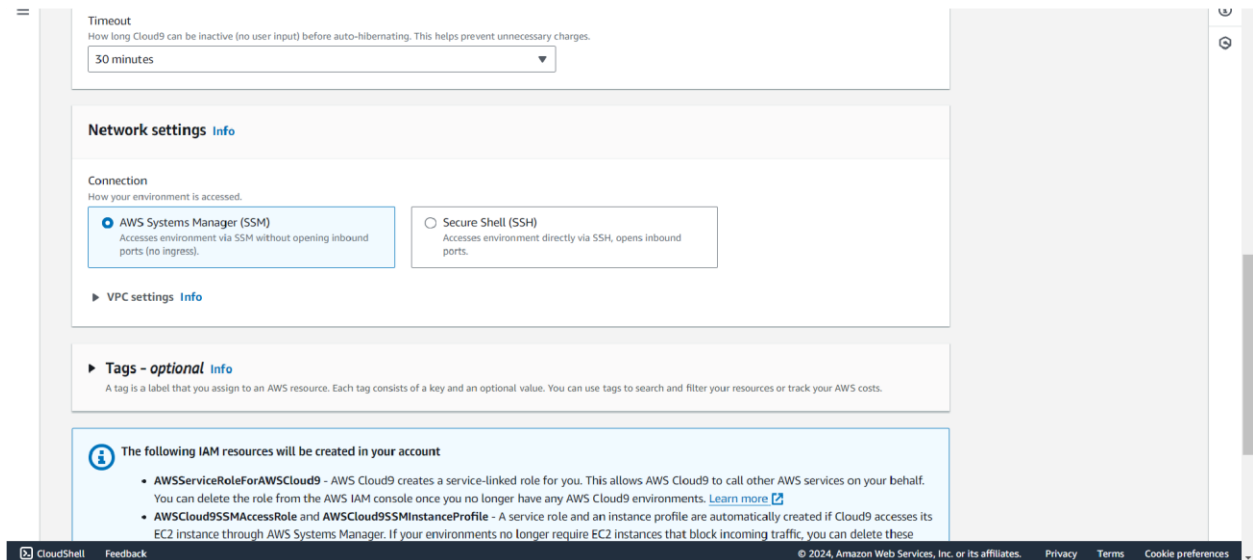 Timeout
How long Cloud9 can be inactive (no user input) before auto-hibernating. This helps prevent unnecessary charges.
30 minutes
Network settings Info
Connection
How your environment is accessed.
AWS Systems Manager (SSM)
Accesses environment via SSM without opening inbound
ports (no ingress).
Secure Shell (SSH)
Accesses environment directly via SSH, opens inbound
ports.
VPC settings Info
Tags - optional Info
A tag is a label that you assign to an AWS resource. Each tag consists of a key and an optional value. You can use tags to search and filter your resources or track your AWS costs.
The following IAM resources will be created in your account
• AWSServiceRoleForAWSCloud9 - AWS Cloud9 creates a service-linked role for you. This allows AWS Cloud9 to call other AWS services on your behalf.
You can delete the role from the AWS IAM console once you no longer have any AWS Cloud9 environments. Learn more
• AWSCloud9SSMAccessRole and AWSCloud9SSMInstanceProfile - A service role and an instance profile are automatically created if Cloud9 accesses its
EC2 instance through AWS Systems Manager. If your environments no longer require EC2 instances that block incoming traffic, you can delete these
CloudShell Feedback © 2024, Amazon Web Services, Inc. or its affiliates. Privacy Terms Cookie preferences